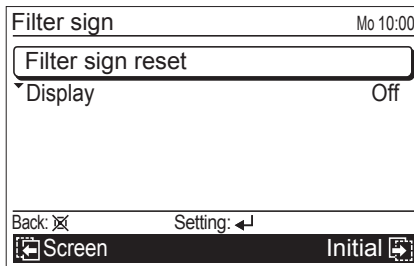 Filter sign Mo 10:00
Filter sign reset
Display Off
Back: Setting:
Screen Initial